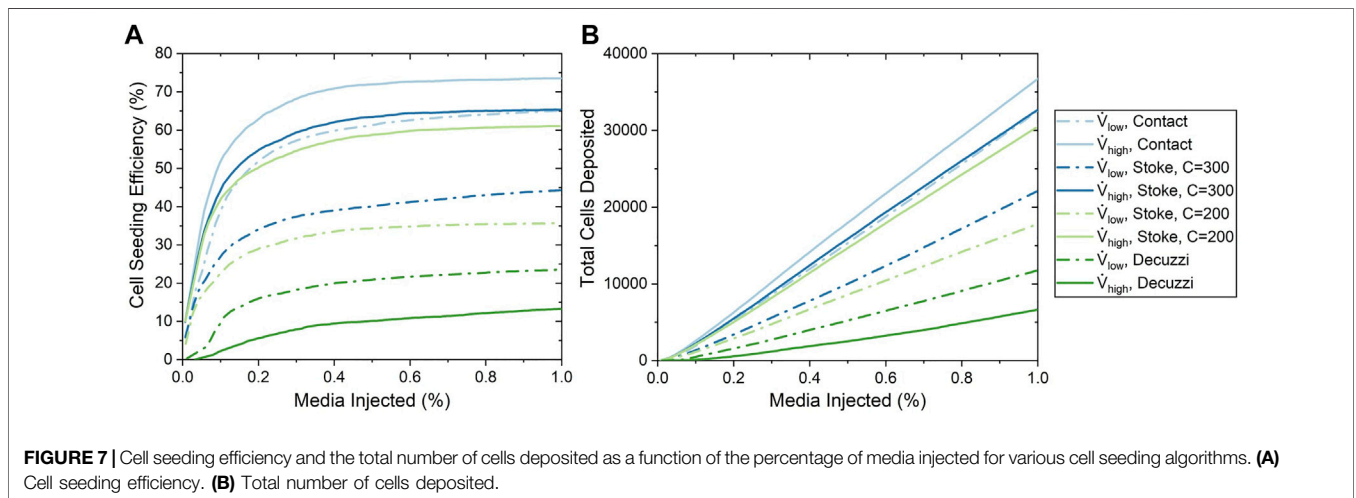 A
80
70
60
50
40
30
20
10
0
Cell Seeding Efficiency (%)
0.0 0.2 0.4 0.6 0.8 1.0
Media Injected (%)
B
40000
30000
20000
10000
0
Total Cells Deposited
0.0 0.2 0.4 0.6 0.8 1.0
Media Injected (%)
V̇low, Contact
V̇high, Contact
V̇low, Stoke, C=300
V̇high, Stoke, C=300
V̇low, Stoke, C=200
V̇high, Stoke, C=200
V̇low, Decuzzi
V̇high, Decuzzi
FIGURE 7 | Cell seeding efficiency and the total number of cells deposited as a function of the percentage of media injected for various cell seeding algorithms. (A)
Cell seeding efficiency. (B) Total number of cells deposited.